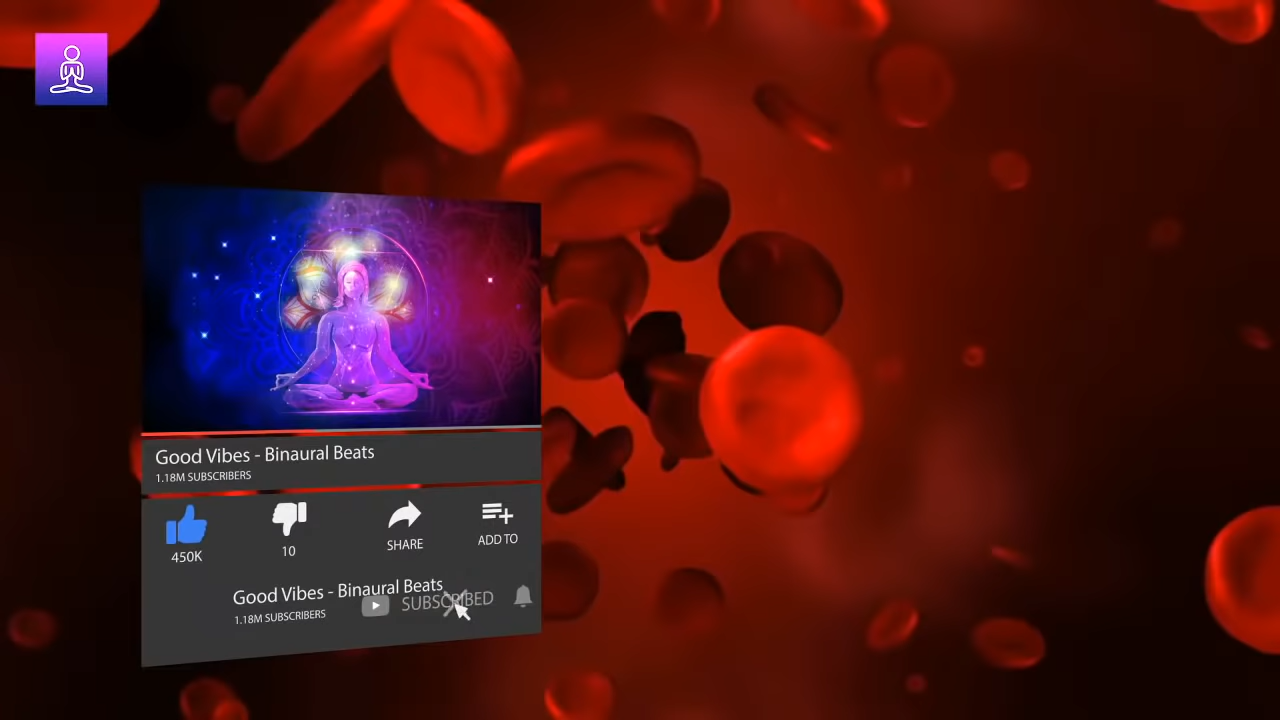 Good Vibes - Binaural Beats
1.18M SUBSCRIBERS
450K
10
SHARE
ADD TO
Good Vibes - Binaural Beats
1.18M SUBSCRIBERS
SUBSCRIBED